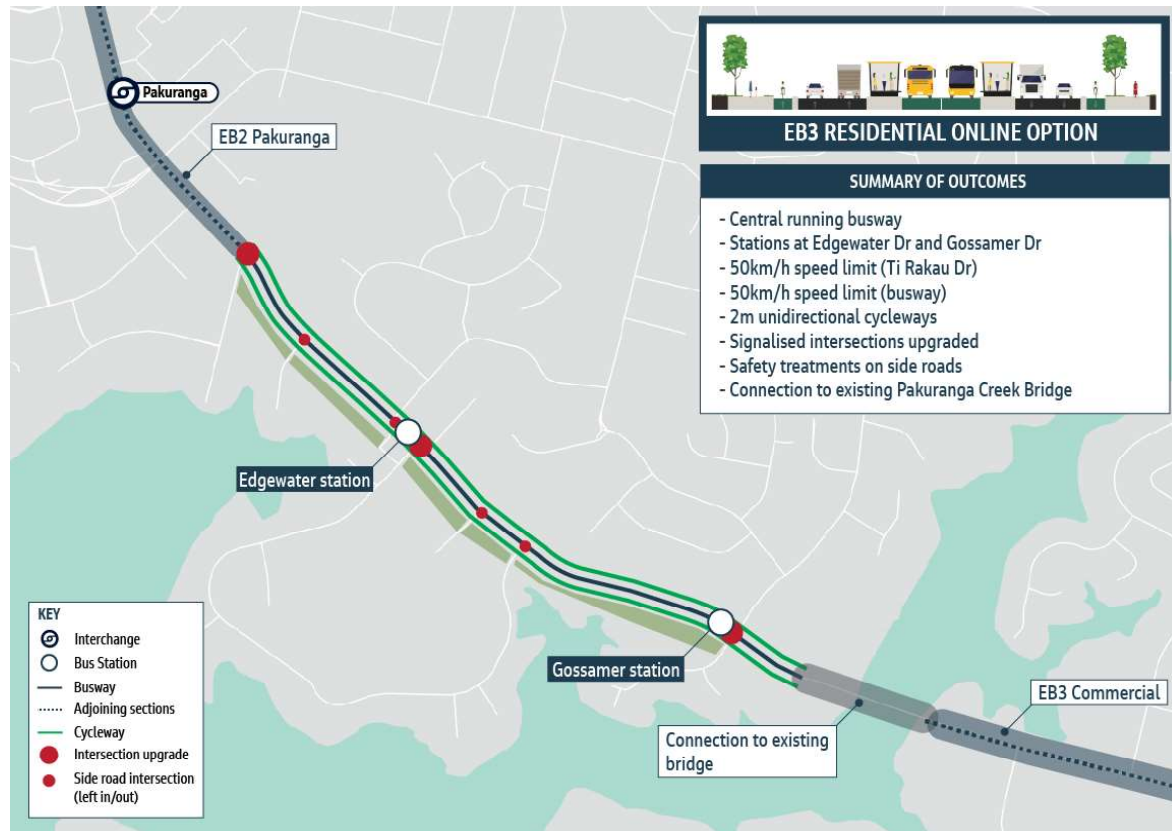 Pakuranga
EB2 Pakuranga
EB3 RESIDENTIAL ONLINE OPTION
SUMMARY OF OUTCOMES
- Central running busway
- Stations at Edgewater Dr and Gossamer Dr
- 50km/h speed limit (Ti Rakau Dr)
- 50km/h speed limit (busway)
- 2m unidirectional cycleways
- Signalised intersections upgraded
- Safety treatments on side roads
- Connection to existing Pakuranga Creek Bridge
Edgewater station
Gossamer station
EB3 Commercial
Connection to existing
bridge
KEY
Interchange
Bus Station
Busway
Adjoining sections
Cycleway
Intersection upgrade
Side road intersection
(left in/out)